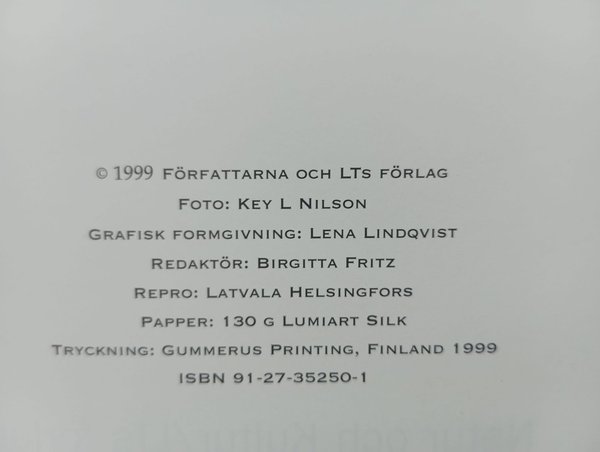 © 1999 Författarna och LTs förlag
Foto: Key L Nilson
Grafisk formgivning: Lena Lindqvist
Redaktör: Birgitta Fritz
Repro: Latvala Helsingfors
Papper: 130 g Lumiart Silk
Tryckning: Gummerus Printing, Finland 1999
ISBN 91-27-35250-1